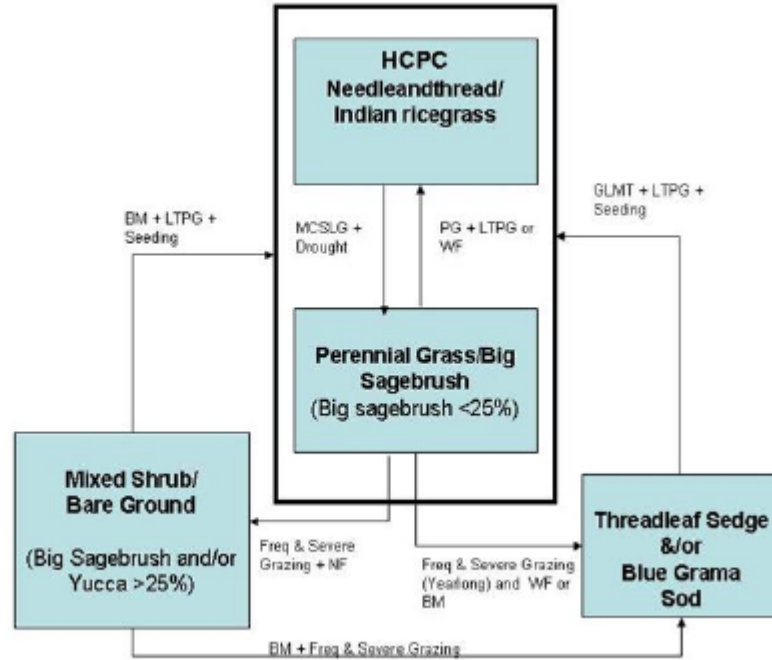 HCPC
Needleandthread/
Indian ricegrass
BM + LTPG +
Seeding
MCSLG +
Drought
PG + LTPG or
WF
GLMT + LTPG +
Seeding
Perennial Grass/Big
Sagebrush
(Big sagebrush <25%)
Mixed Shrub/
Bare Ground
(Big Sagebrush and/or
Yucca >25%)
Freq & Severe
Grazing + NF
Freq & Severe Grazing
(Yearlong) and WF or
BM
Threadleaf Sedge
&/or
Blue Grama
Sod
BM + Freq & Severe Grazing